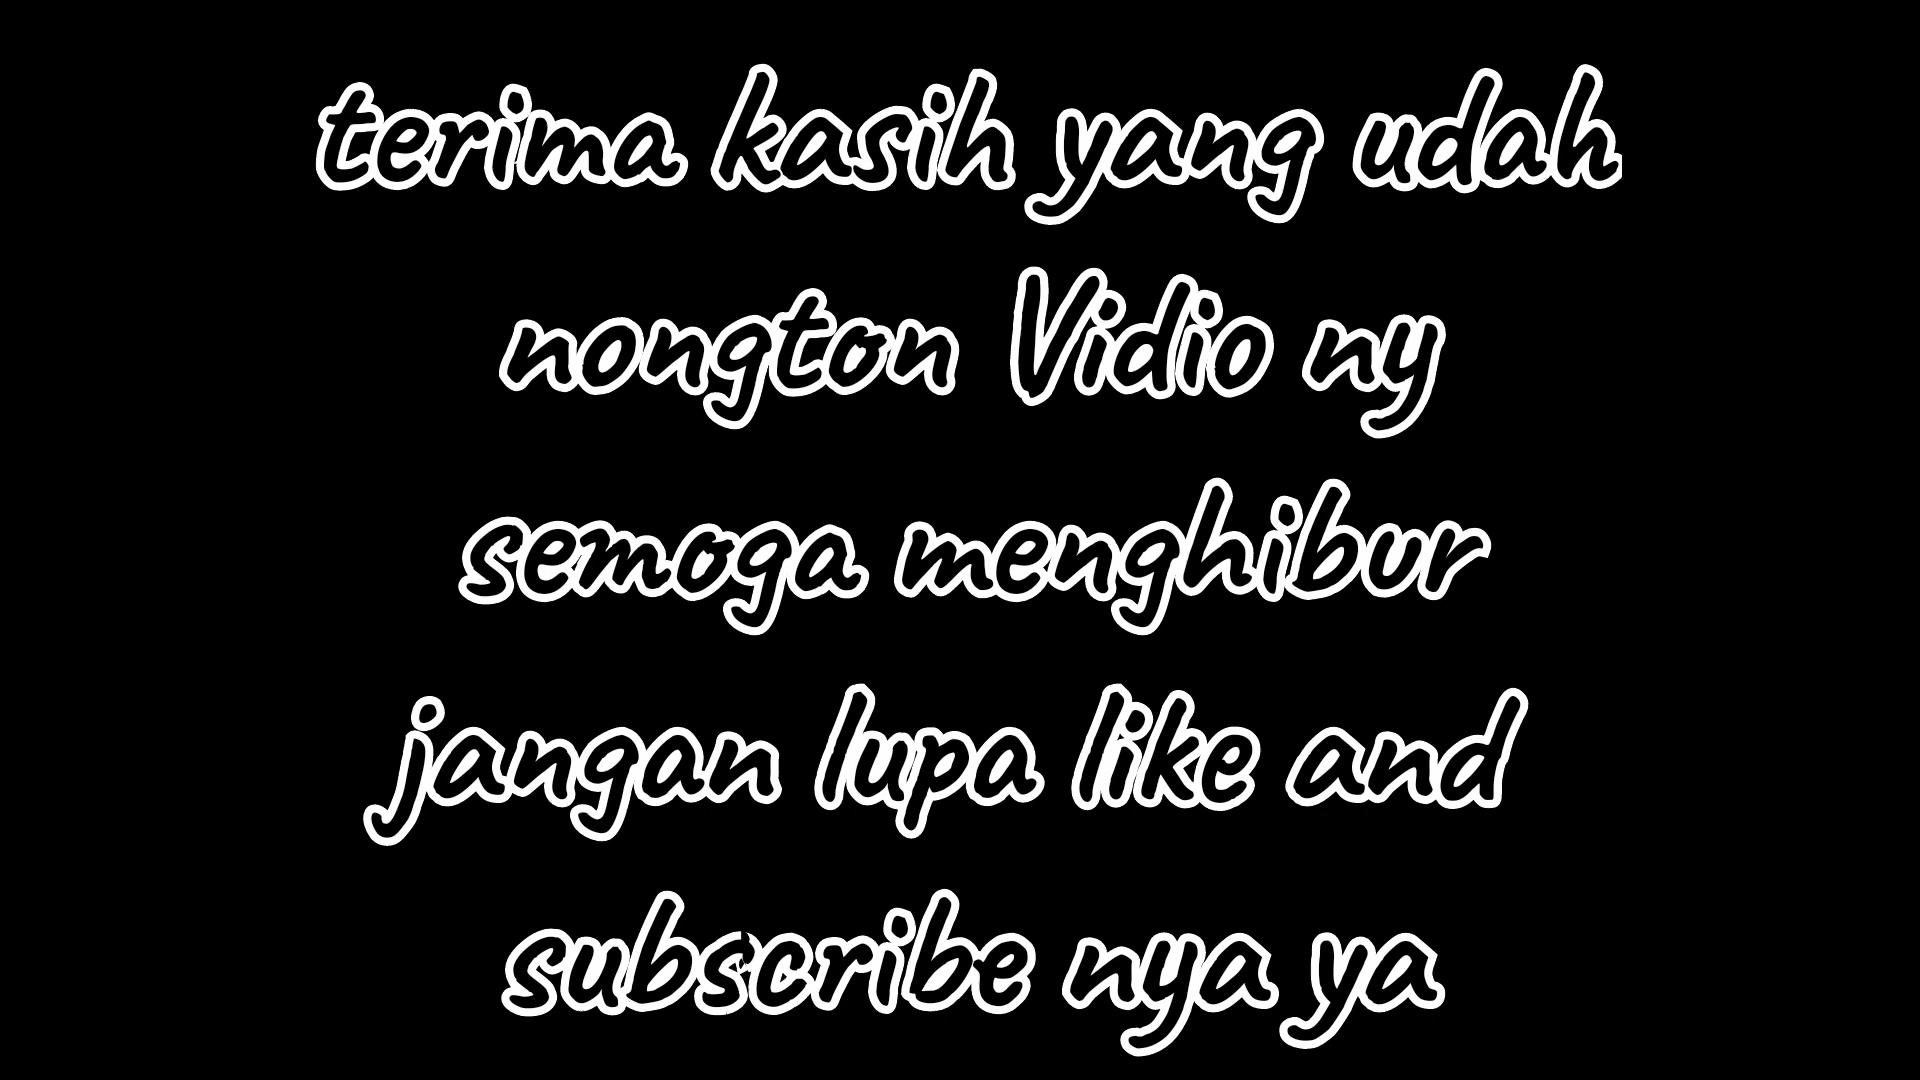 terima kasih yang udah
nongton Vidio ny
semoga menghibur
jangan lupa like and
subscribe nya ya